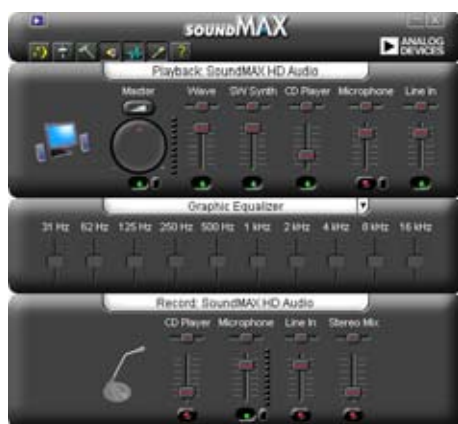 SOUNDMAX
ANALOG
DEVICES
?
Playback: SoundMAX HD Audio
Master Wave SW Synth CD Player Microphone Line In
Graphic Equalizer
31 Hz 62 Hz 125 Hz 250 Hz 500 Hz 1 kHz 2 kHz 4 kHz 8 kHz 16 kHz
Record: SoundMAX HD Audio
CD Player Microphone Line In Stereo Mix